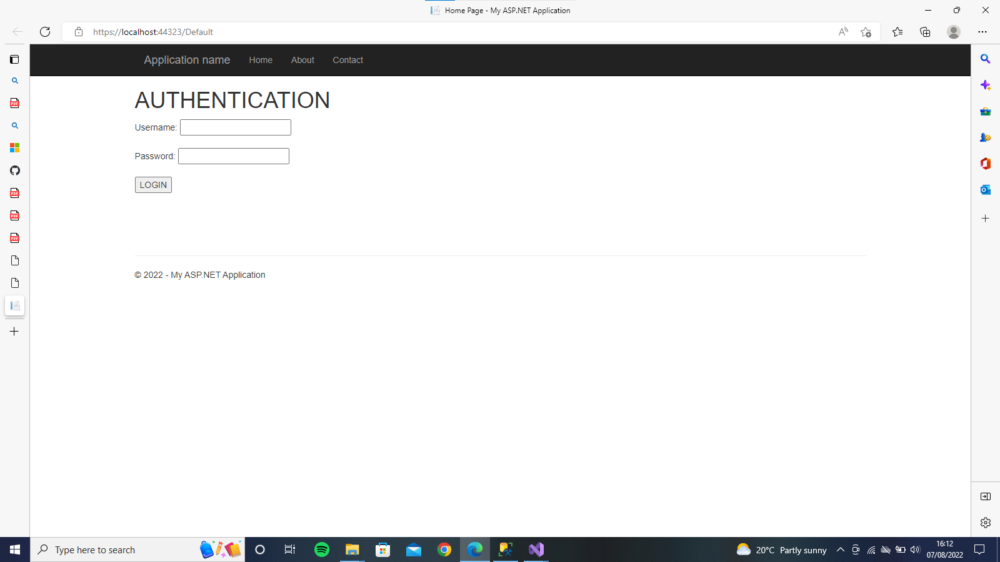 Home Page - My ASP.NET Application
https://localhost:44323/Default
Application name Home About Contact
AUTHENTICATION
Username:
Password:
LOGIN
© 2022 - My ASP.NET Application
Type here to search
20°C Partly sunny
16:12
07/08/2022